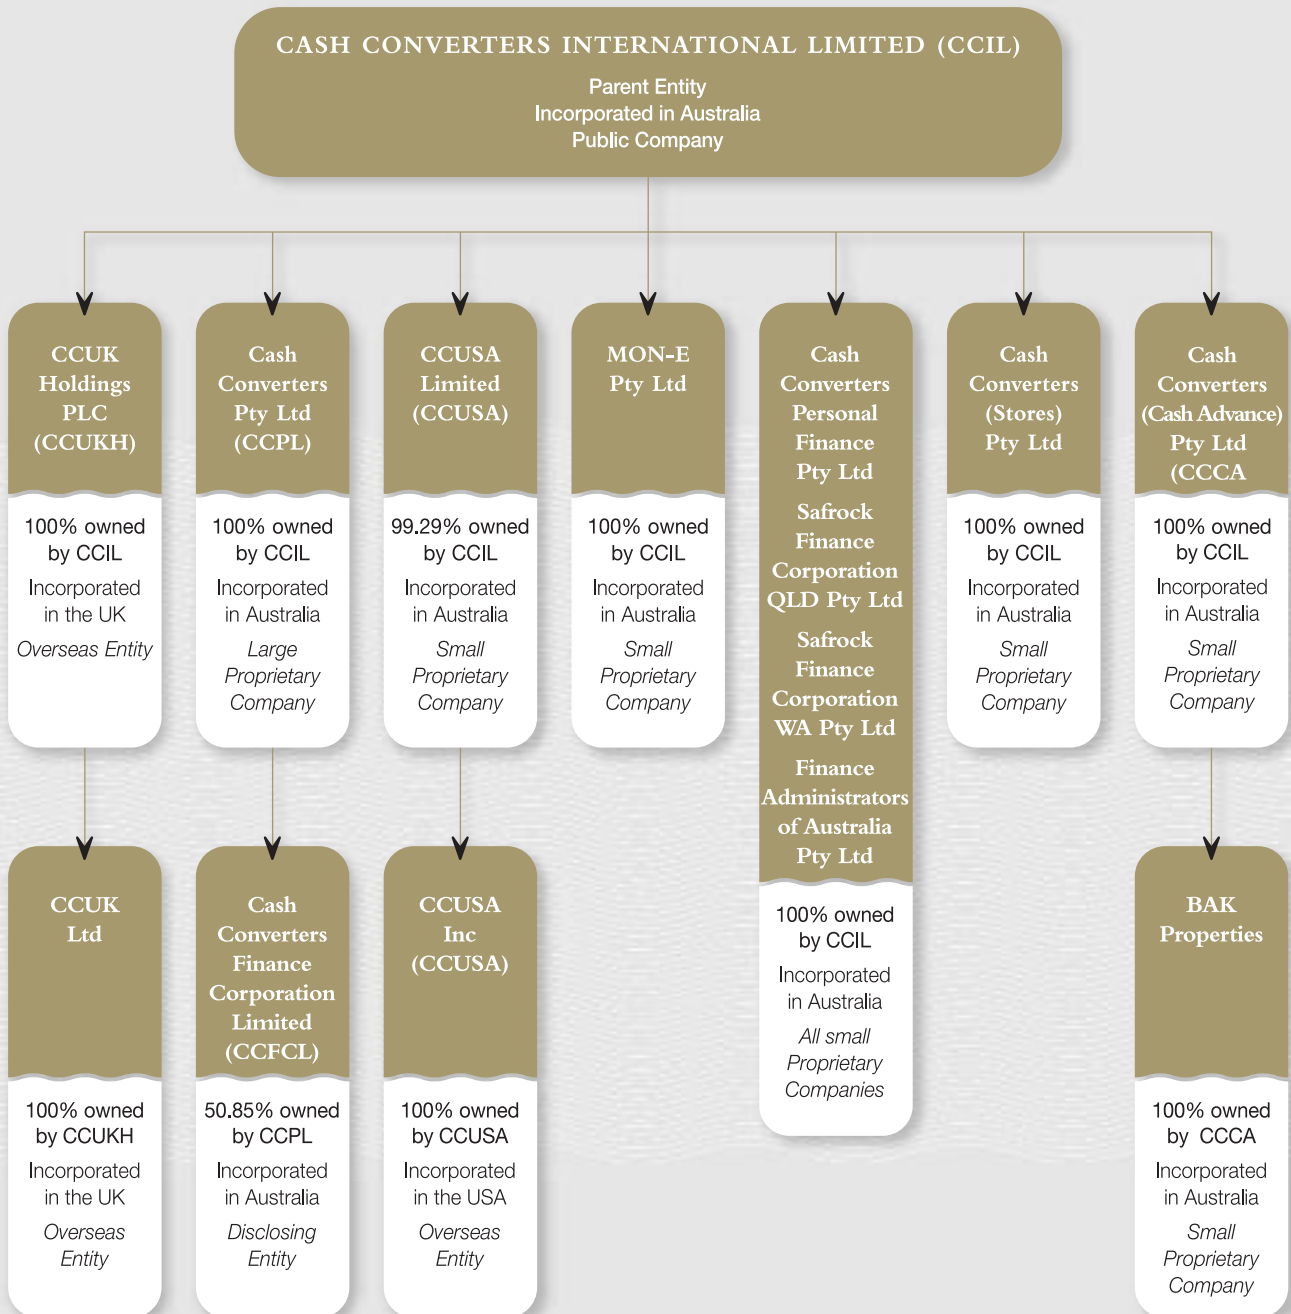 CASH CONVERTERS INTERNATIONAL LIMITED (CCIL)
Parent Entity
Incorporated in Australia
Public Company
CCUK
Holdings
PLC
(CCUKH)
100% owned
by CCIL
Incorporated
in the UK
Overseas Entity
Cash
Converters
Pty Ltd
(CCPL)
100% owned
by CCIL
Incorporated
in Australia
Large
Proprietary
Company
CCUSA
Limited
(CCUSA)
99.29% owned
by CCIL
Incorporated
in Australia
Small
Proprietary
Company
MON-E
Pty Ltd
100% owned
by CCIL
Incorporated
in Australia
Small
Proprietary
Company
Cash
Converters
Personal
Finance
Pty Ltd
Safrock
Finance
Corporation
QLD Pty Ltd
Safrock
Finance
Corporation
WA Pty Ltd
Finance
Administrators
of Australia
Pty Ltd
100% owned
by CCIL
Incorporated
in Australia
All small
Proprietary
Companies
Cash
Converters
(Stores)
Pty Ltd
100% owned
by CCIL
Incorporated
in Australia
Small
Proprietary
Company
Cash
Converters
(Cash Advance)
Pty Ltd
(CCCA
100% owned
by CCIL
Incorporated
in Australia
Small
Proprietary
Company
CCUK
Ltd
100% owned
by CCUKH
Incorporated
in the UK
Overseas
Entity
Cash
Converters
Finance
Corporation
Limited
(CCFCL)
50.85% owned
by CCPL
Incorporated
in Australia
Disclosing
Entity
CCUSA
Inc
(CCUSA)
100% owned
by CCUSA
Incorporated
in the USA
Overseas
Entity
BAK
Properties
100% owned
by CCCA
Incorporated
in Australia
Small
Proprietary
Company